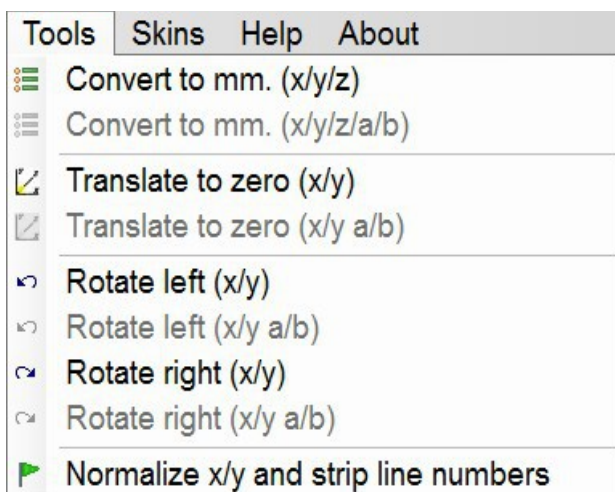 Tools Skins Help About
Convert to mm. (x/y/z)
Convert to mm. (x/y/z/a/b)
Translate to zero (x/y)
Translate to zero (x/y a/b)
Rotate left (x/y)
Rotate left (x/y a/b)
Rotate right (x/y)
Rotate right (x/y a/b)
Normalize x/y and strip line numbers